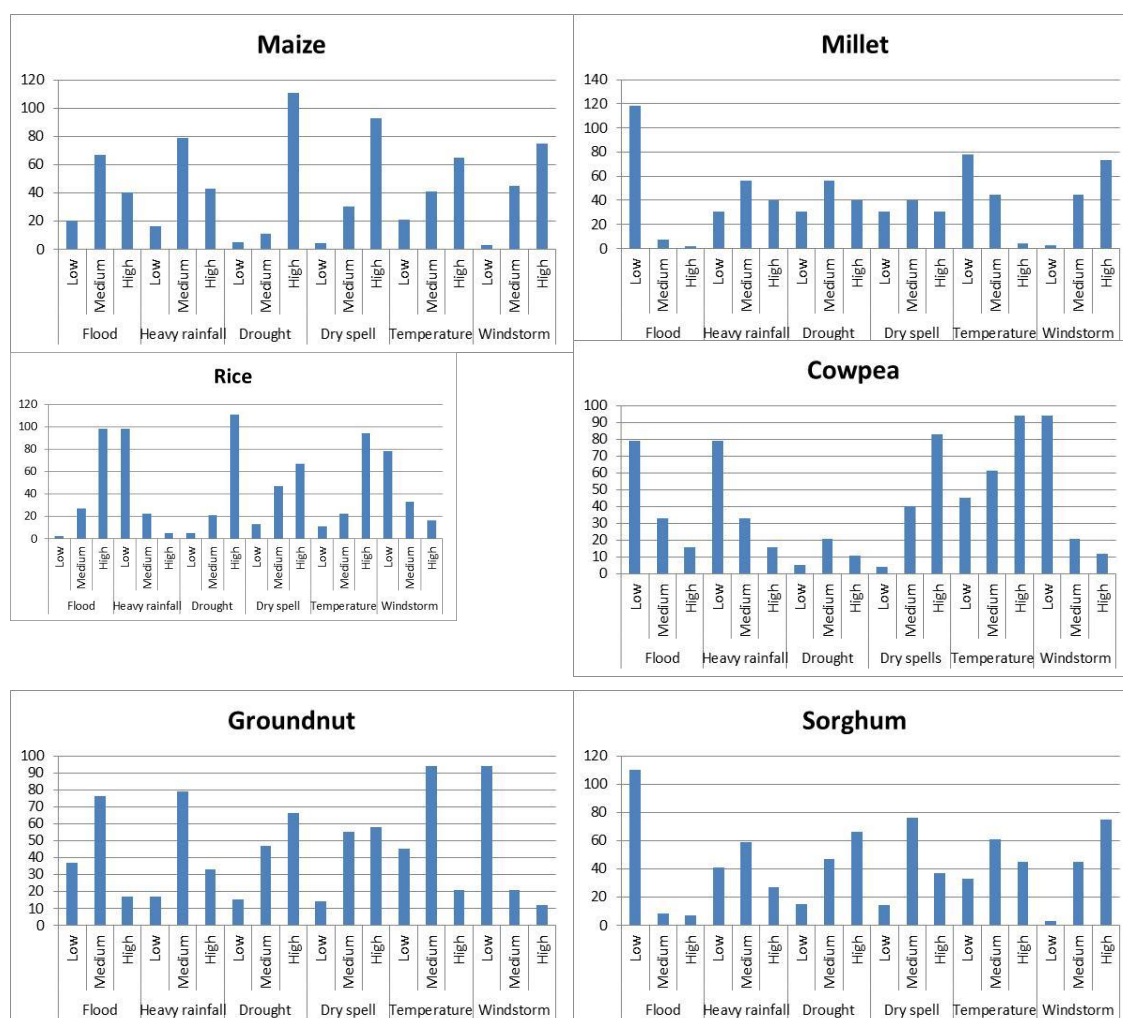 Maize
120
100
80
60
40
20
0
Low Medium High Low Medium High Low Medium High Low Medium High Low Medium High Low Medium High
Flood Heavy rainfall Drought Dry spell Temperature Windstorm
Millet
140
120
100
80
60
40
20
0
Low Medium High Low Medium High Low Medium High Low Medium High Low Medium High Low Medium High
Flood Heavy rainfall Drought Dry spell Temperature Windstorm
Rice
120
100
80
60
40
20
0
Low Medium High Low Medium High Low Medium High Low Medium High Low Medium High Low Medium High
Flood Heavy rainfall Drought Dry spell Temperature Windstorm
Cowpea
100
90
80
70
60
50
40
30
20
10
0
Low Medium High Low Medium High Low Medium High Low Medium High Low Medium High Low Medium High
Flood Heavy rainfall Drought Dry spells Temperature Windstorm
Groundnut
100
90
80
70
60
50
40
30
20
10
0
Low Medium High Low Medium High Low Medium High Low Medium High Low Medium High Low Medium High
Flood Heavy rainfall Drought Dry spell Temperature Windstorm
Sorghum
120
100
80
60
40
20
0
Low Medium High Low Medium High Low Medium High Low Medium High Low Medium High Low Medium High
Flood Heavy rainfall Drought Dry spell Temperature Windstorm